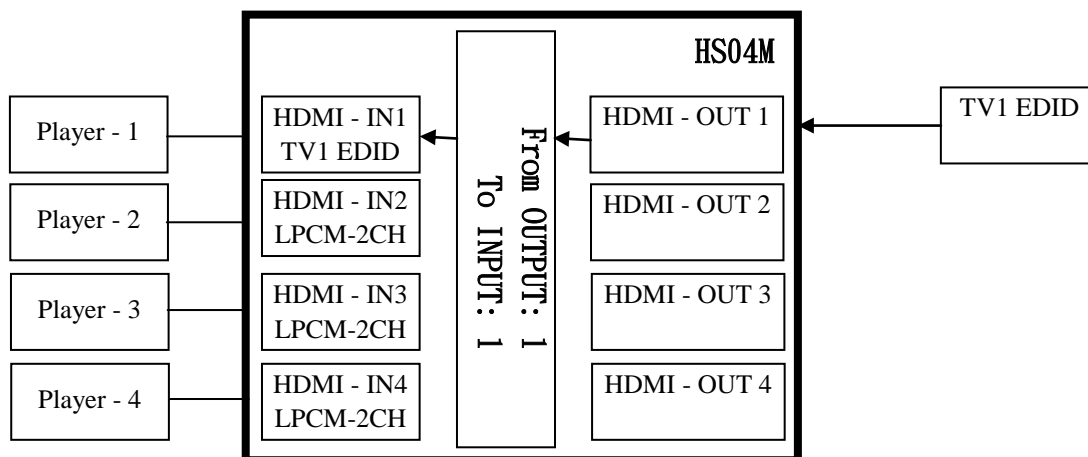 HS04M
Player - 1
HDMI - IN1
TV1 EDID
From OUTPUT: 1
To INPUT: 1
HDMI - OUT 1
TV1 EDID
Player - 2
HDMI - IN2
LPCM-2CH
HDMI - OUT 2
Player - 3
HDMI - IN3
LPCM-2CH
HDMI - OUT 3
Player - 4
HDMI - IN4
LPCM-2CH
HDMI - OUT 4